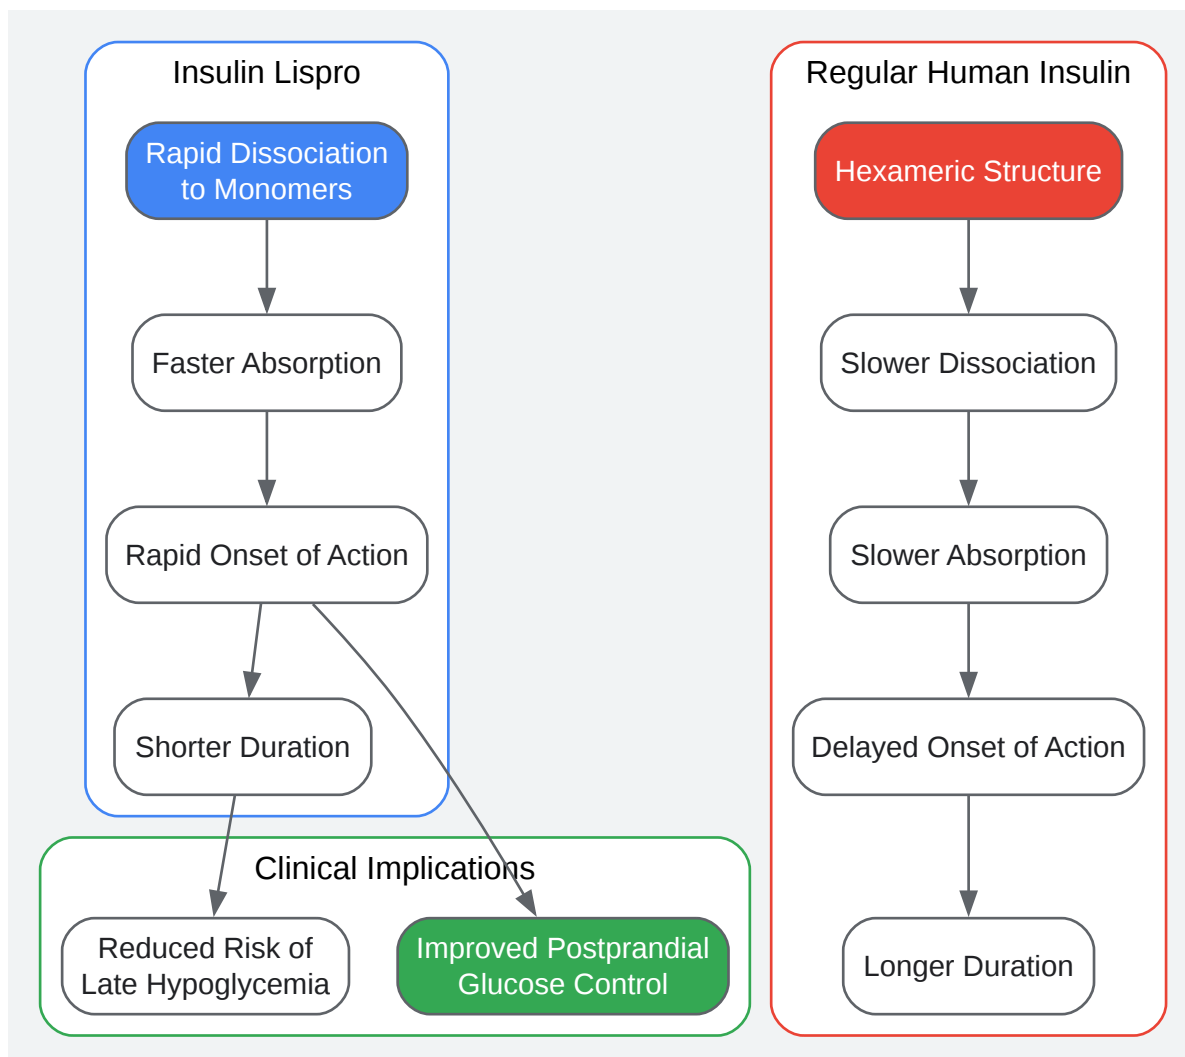 Insulin Lispro
Rapid Dissociation
to Monomers
Faster Absorption
Rapid Onset of Action
Shorter Duration
Clinical Implications
Reduced Risk of
Late Hypoglycemia
Improved Postprandial
Glucose Control
Regular Human Insulin
Hexameric Structure
Slower Dissociation
Slower Absorption
Delayed Onset of Action
Longer Duration